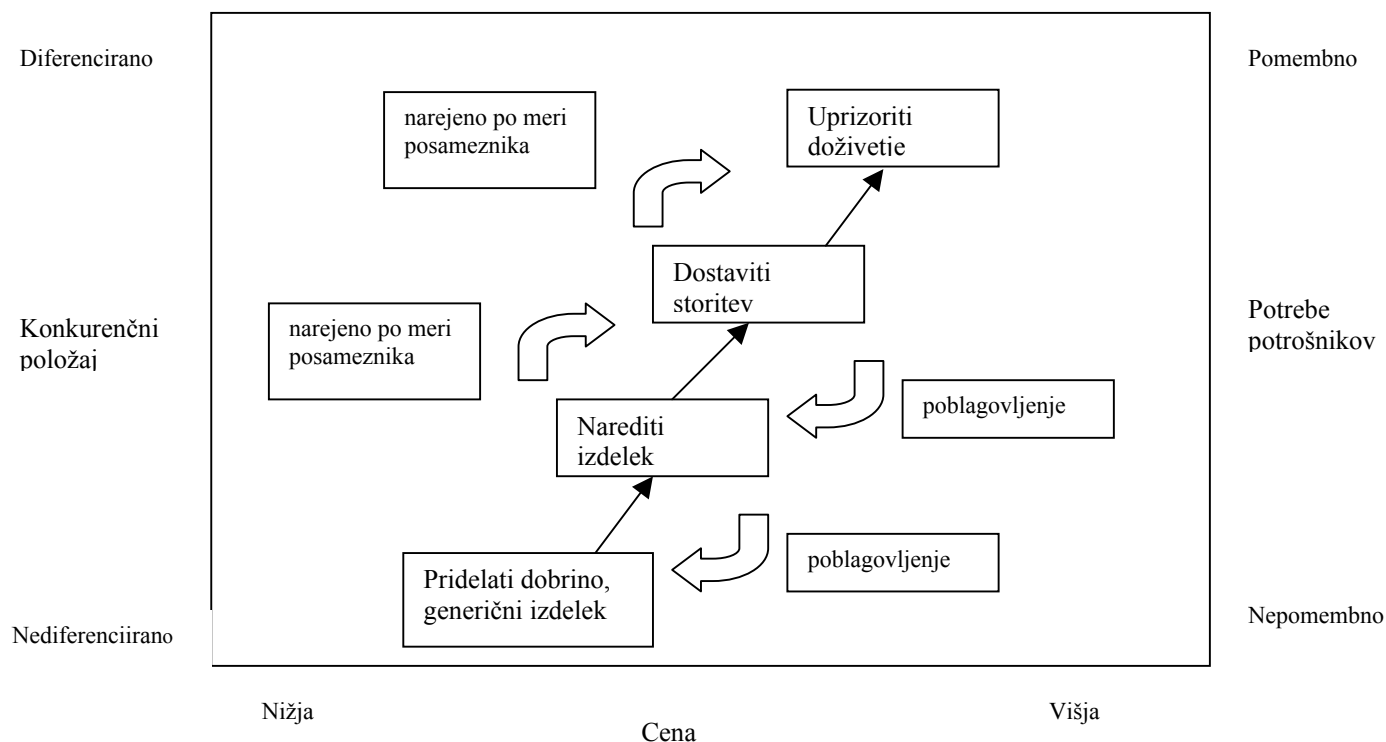 Diferencirano
Pomembno
narejeno po meri
posameznika
Uprizoriti
doživetje
Dostaviti
storitev
Konkurenčni
položaj
narejeno po meri
posameznika
Potrebe
potrošnikov
poblagovljenje
Narediti
izdelek
poblagovljenje
Pridelati dobrino,
generični izdelek
Nediferenciirano
Nepomembno
Nižja
Višja
Cena